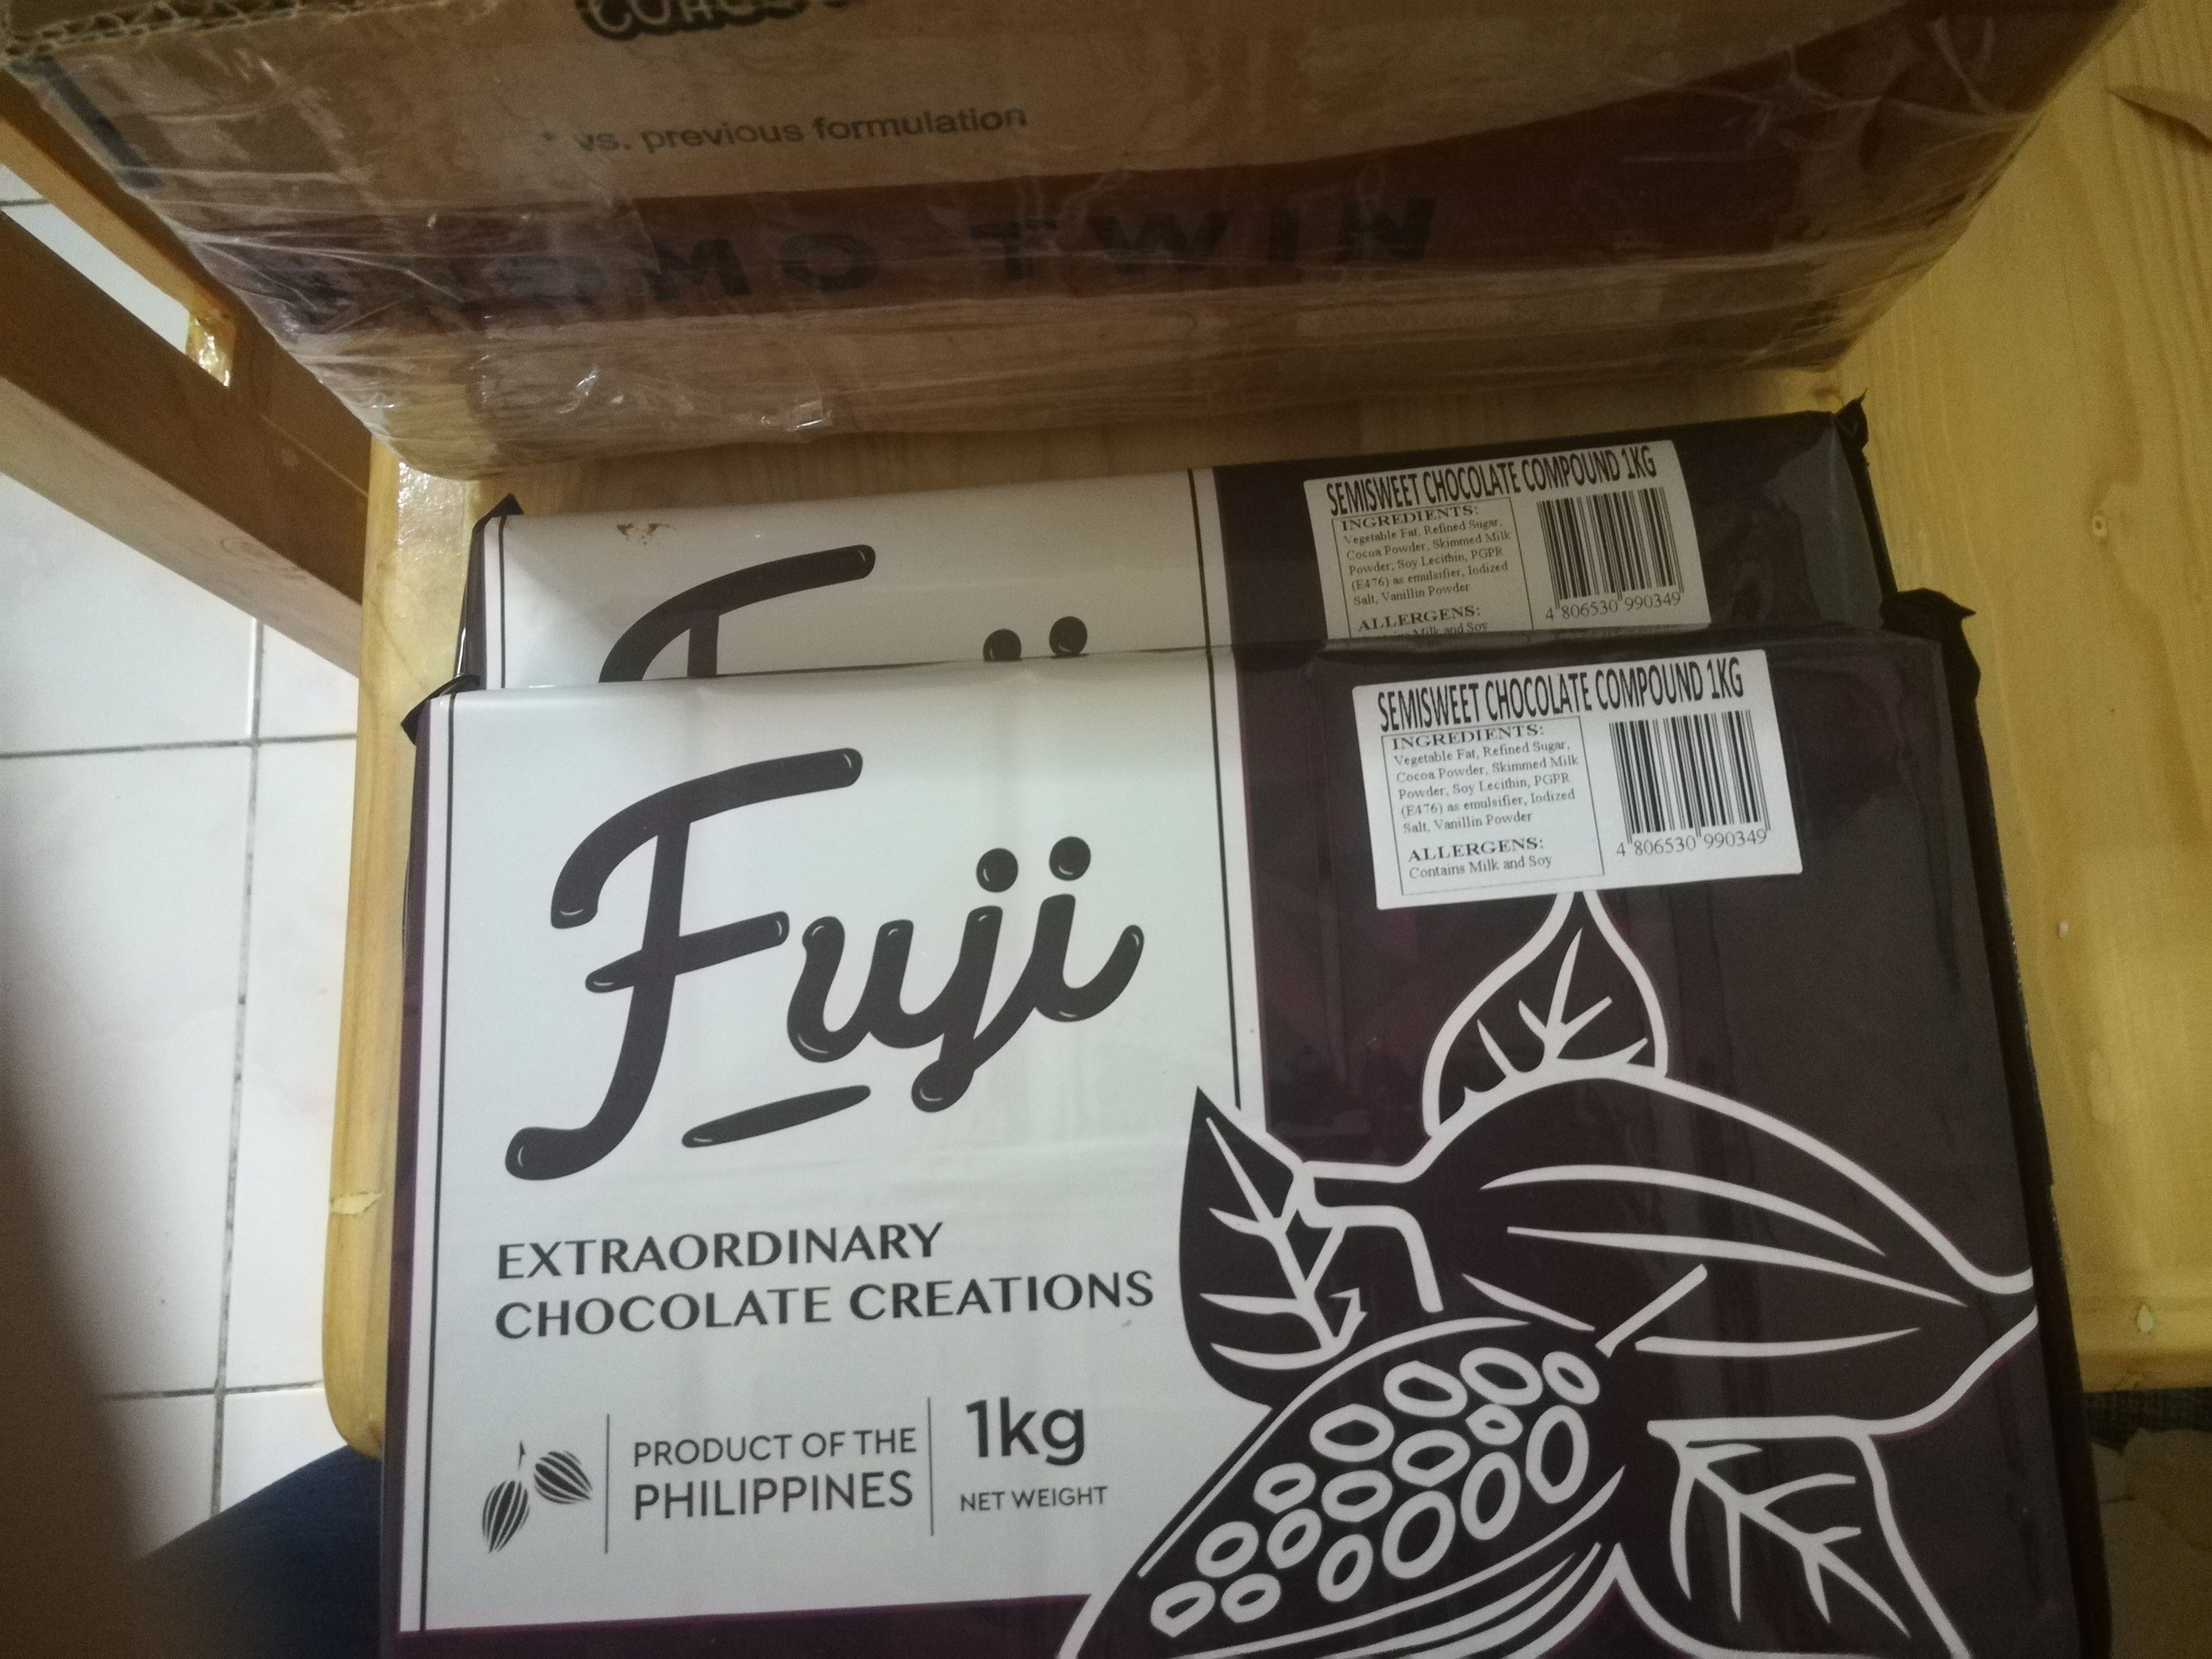 * vs. previous formulation
TWIN
SEMISWEET CHOCOLATE COMPOUND 1KG
INGREDIENTS:
Vegetable Fat, Refined Sugar,
Cocoa Powder, Skimmed Milk
Powder, Soy Lecithin, PGPR
(E476) as emulsifier, Iodized
Salt, Vanillin Powder
ALLERGENS:
Milk and Soy
4 806530 990349
SEMISWEET CHOCOLATE COMPOUND 1KG
INGREDIENTS:
Vegetable Fat, Refined Sugar,
Cocoa Powder, Skimmed Milk
Powder, Soy Lecithin, PGPR
(E476) as emulsifier, Iodized
Salt, Vanillin Powder
ALLERGENS:
Contains Milk and Soy
4 806530 990349
Fuji
EXTRAORDINARY
CHOCOLATE CREATIONS
PRODUCT OF THE
PHILIPPINES
1kg
NET WEIGHT